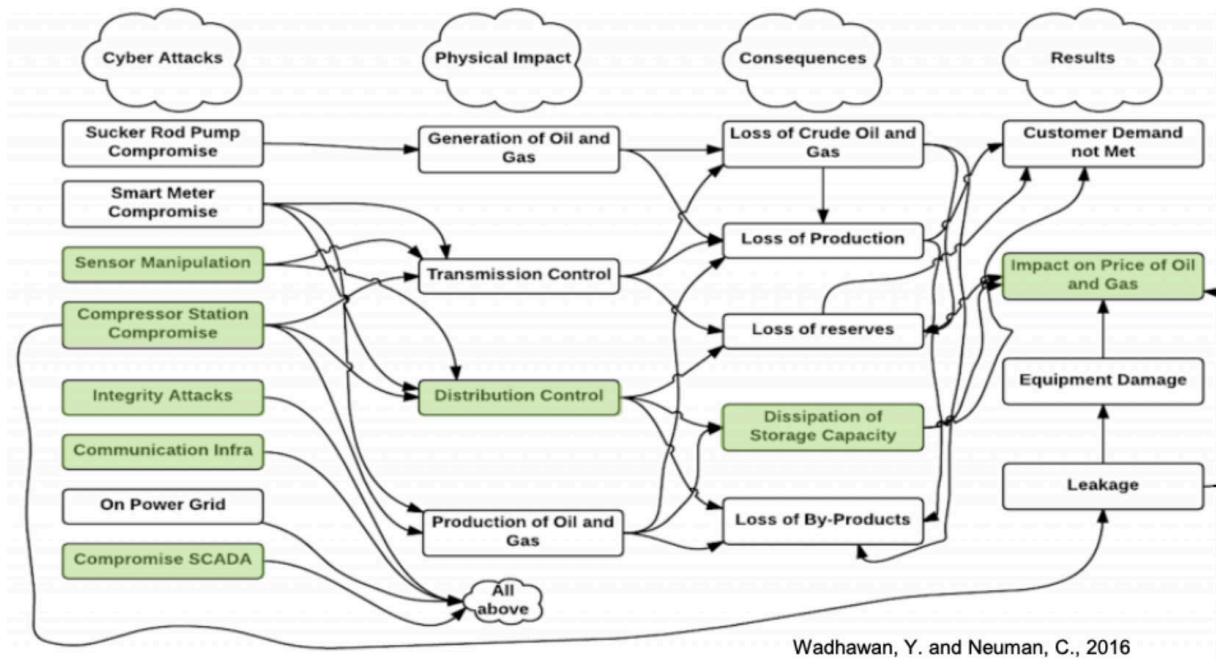 Cyber Attacks
Physical Impact
Consequences
Results
Sucker Rod Pump
Compromise
Smart Meter
Compromise
Sensor Manipulation
Compressor Station
Compromise
Integrity Attacks
Communication Infra
On Power Grid
Compromise SCADA
Generation of Oil and
Gas
Transmission Control
Distribution Control
Production of Oil and
Gas
All
above
Loss of Crude Oil and
Gas
Loss of Production
Loss of reserves
Dissipation of
Storage Capacity
Loss of By-Products
Customer Demand
not Met
Impact on Price of Oil
and Gas
Equipment Damage
Leakage
Wadhawan, Y. and Neuman, C., 2016